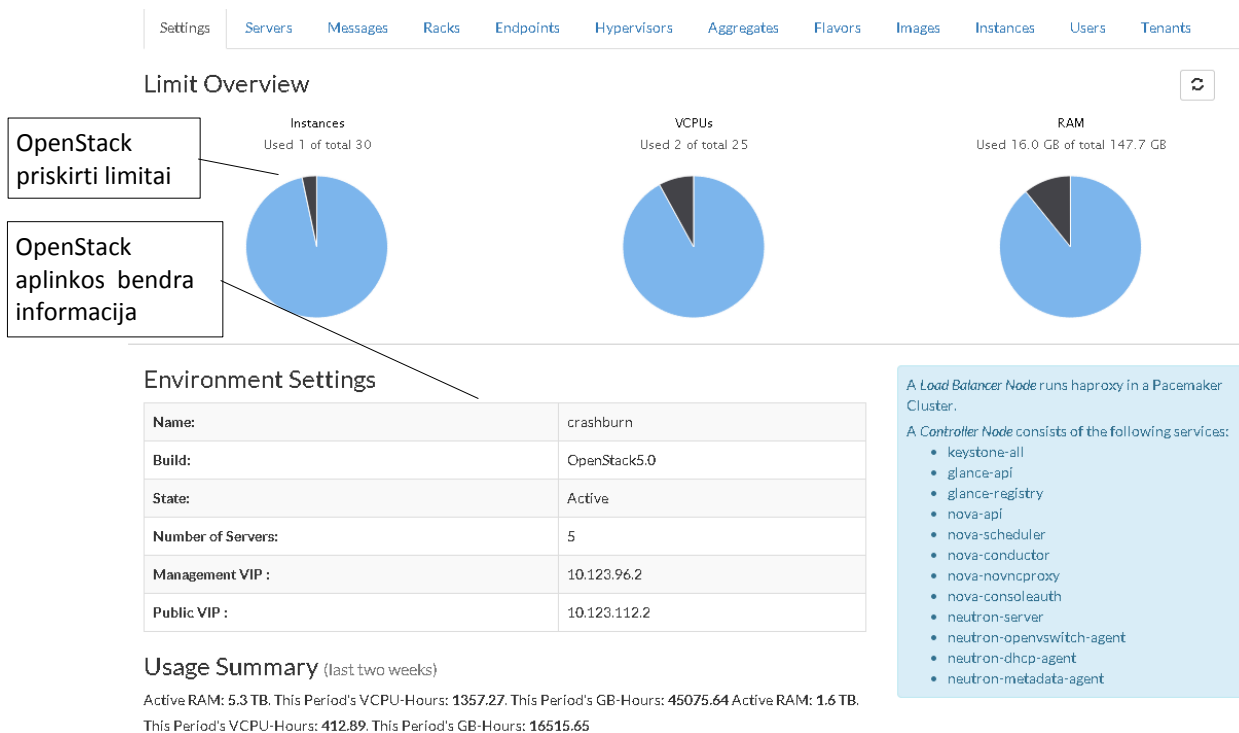 Settings Servers Messages Racks Endpoints Hypervisors Aggregates Flavors Images Instances Users Tenants
Limit Overview
Instances
Used 1 of total 30
VCPUs
Used 2 of total 25
RAM
Used 16.0 GB of total 147.7 GB
OpenStack
priskirti limitai
OpenStack
aplinkos bendra
informacija
Environment Settings
Name: crashburn
Build: OpenStack5.0
State: Active
Number of Servers: 5
Management VIP : 10.123.96.2
Public VIP : 10.123.112.2
A Load Balancer Node runs haproxy in a Pacemaker
Cluster.
A Controller Node consists of the following services:
• keystone-all
• glance-api
• glance-registry
• nova-api
• nova-scheduler
• nova-conductor
• nova-novncproxy
• nova-consoleauth
• neutron-server
• neutron-openvswitch-agent
• neutron-dhcp-agent
• neutron-metadata-agent
Usage Summary (last two weeks)
Active RAM: 5.3 TB. This Period's VCPU-Hours: 1357.27. This Period's GB-Hours: 45075.64 Active RAM: 1.6 TB.
This Period's VCPU-Hours: 412.89. This Period's GB-Hours: 16515.65